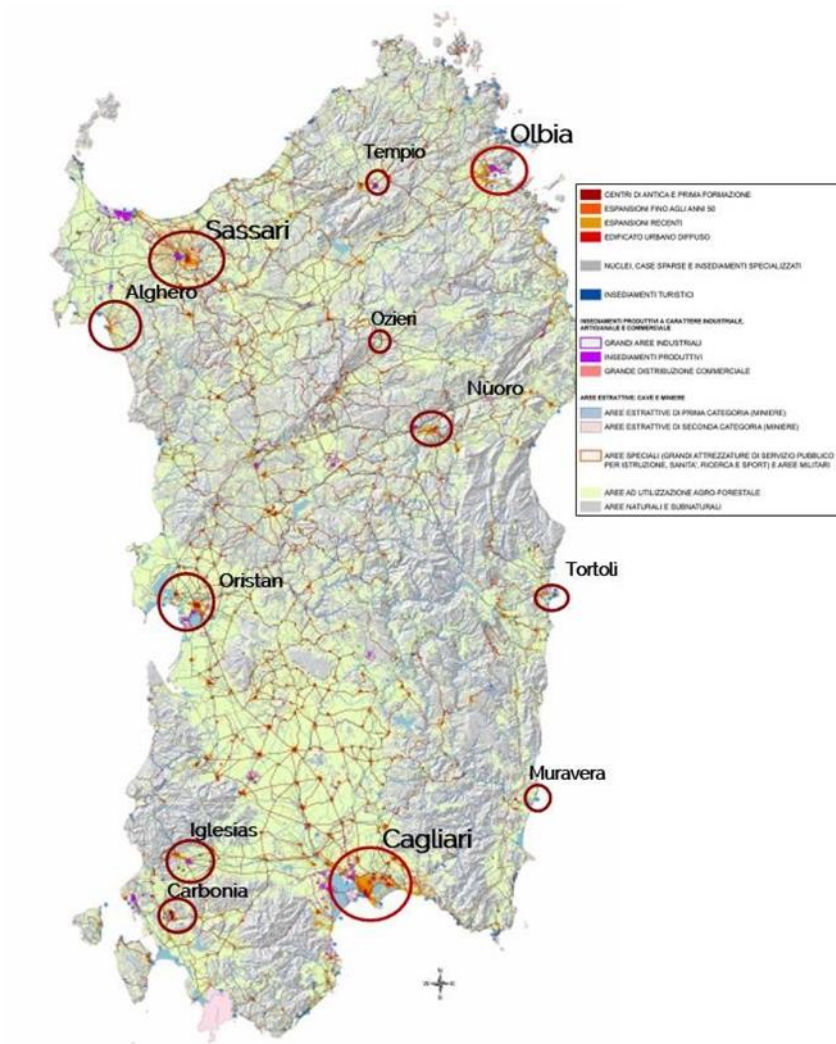 Olbia
Tempio
Sassari
Alghero
Ozieri
Nùoro
Oristan
Tortoli
Muravera
Iglesias
Cagliari
Carbonia
CENTRI DI ANTICA E PRIMA FORMAZIONE
ESPANSIONI FINO AGLI ANNI 50
ESPANSIONI RECENTI
EDIFICATO URBANO DIFFUSO
NUCLEI, CASE SPARSE E INSEDIAMENTI SPECIALIZZATI
INSEDIAMENTI TURISTICI
INSEDIAMENTI PRODUTTIVI A CARATTERE INDUSTRIALE,
ARTIGIANALE E COMMERCIALE
GRANDI AREE INDUSTRIALI
INSEDIAMENTI PRODUTTIVI
GRANDE DISTRIBUZIONE COMMERCIALE
AREE ESTRATTIVE: CAVE E MINIERE
AREE ESTRATTIVE DI PRIMA CATEGORIA (MINIERE)
AREE ESTRATTIVE DI SECONDA CATEGORIA (MINIERE)
AREE SPECIALI (GRANDI ATTREZZATURE DI SERVIZIO PUBBLICO
PER ISTRUZIONE, SANITA', RICERCA E SPORT) E AREE MILITARI
AREE AD UTILIZZAZIONE AGRO-FORESTALE
AREE NATURALI E SUBNATURALI